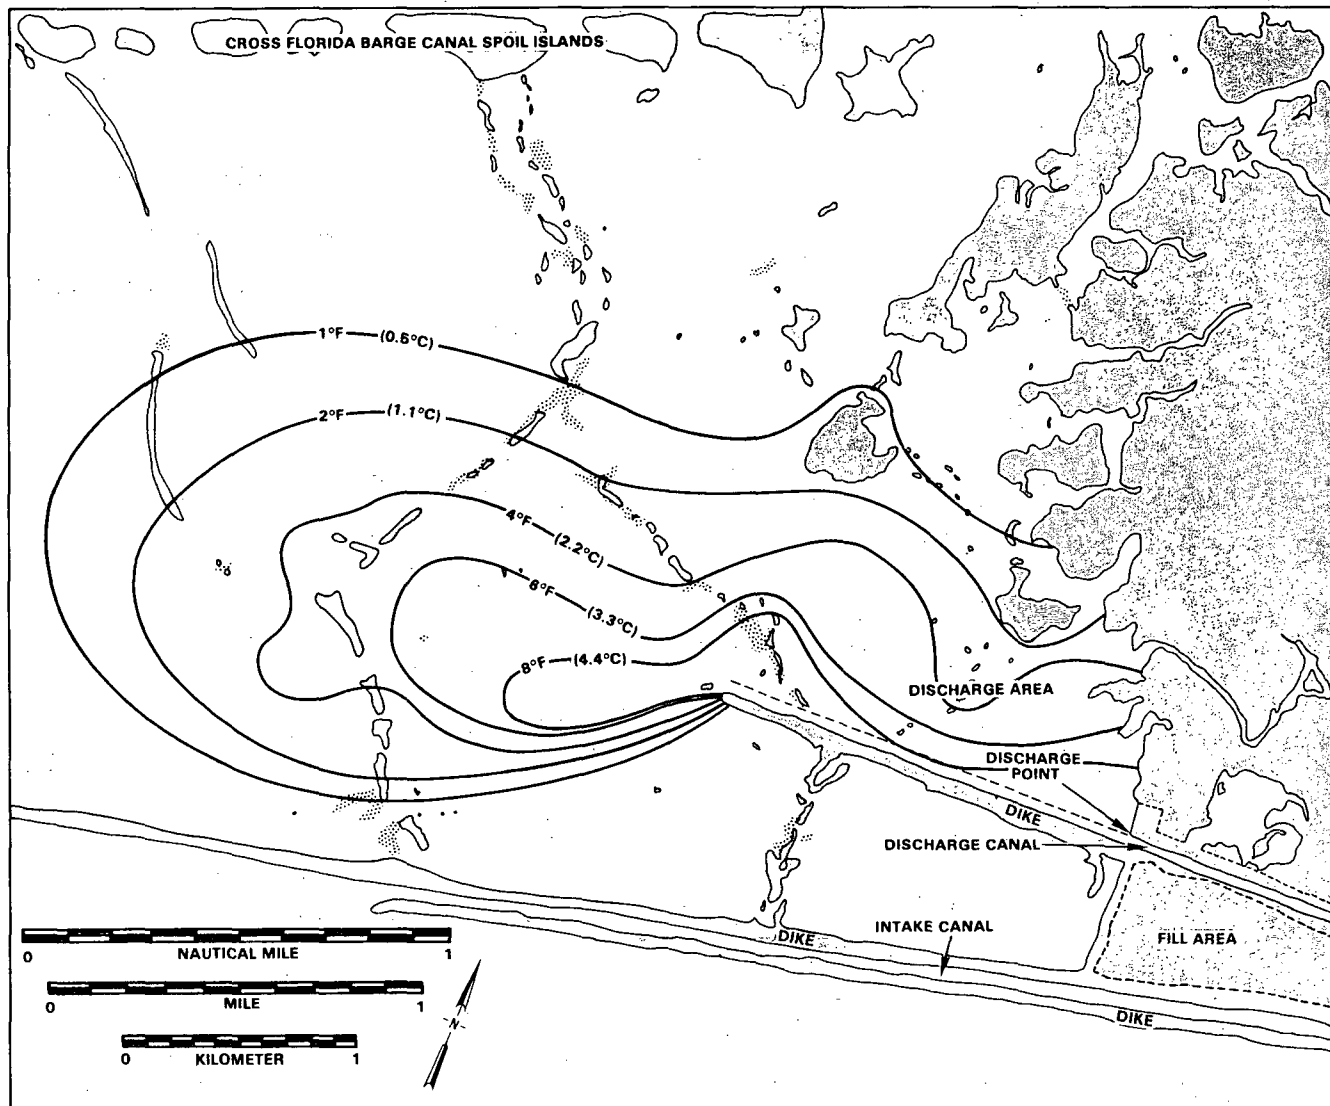 CROSS FLORIDA BARGE CANAL SPOIL ISLANDS
1°F (0.6°C)
2°F (1.1°C)
4°F (2.2°C)
6°F (3.3°C)
8°F (4.4°C)
DISCHARGE AREA
DISCHARGE
POINT
DIKE
DISCHARGE CANAL
INTAKE CANAL
DIKE
FILL AREA
DIKE
0 1
NAUTICAL MILE
0 1
MILE
0 1
KILOMETER
N